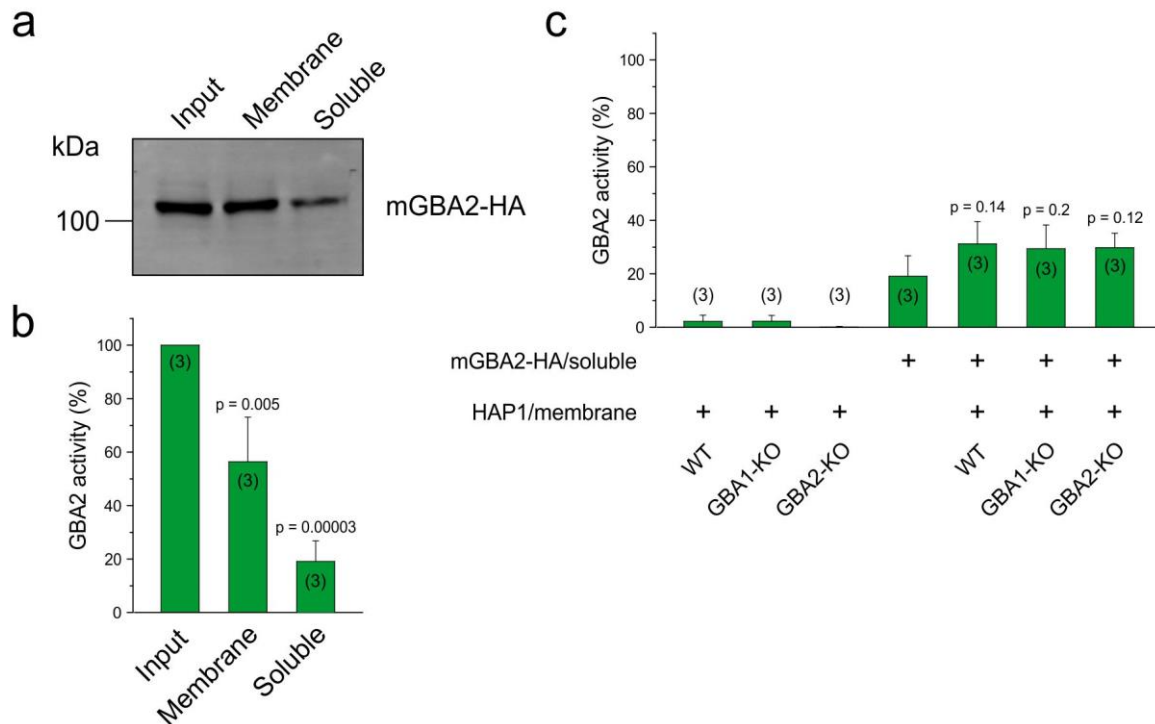 a
Input
Membrane
Soluble
kDa
100
mGBA2-HA
b
GBA2 activity (%)
100
80
60
40
20
0
(3)
p = 0.005
(3)
p = 0.00003
(3)
Input
Membrane
Soluble
c
GBA2 activity (%)
100
80
60
40
20
0
(3)
(3)
(3)
(3)
p = 0.14
(3)
p = 0.2
(3)
p = 0.12
(3)
mGBA2-HA/soluble + + + +
HAP1/membrane + + + + + +
WT
GBA1-KO
GBA2-KO
WT
GBA1-KO
GBA2-KO